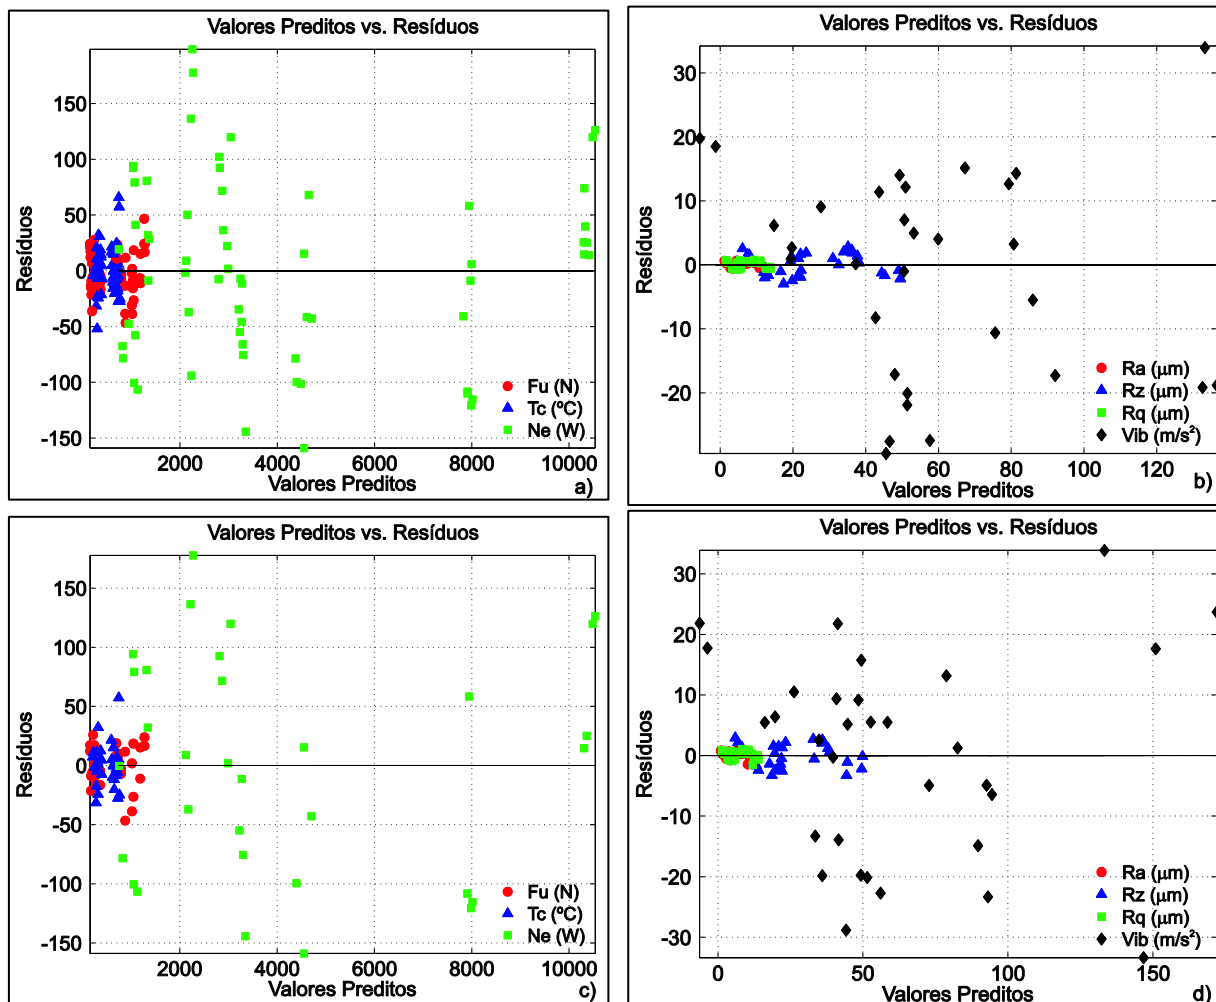 Valores Preditos vs. Resíduos
150
100
50
0
-50
-100
-150
Resíduos
Fu (N)
Tc (ºC)
Ne (W)
2000
4000
6000
8000
10000
Valores Preditos
a)
Valores Preditos vs. Resíduos
30
20
10
0
-10
-20
Resíduos
Ra (μm)
Rz (μm)
Rq (μm)
Vib (m/s²)
0
20
40
60
80
100
120
Valores Preditos
b)
Valores Preditos vs. Resíduos
150
100
50
0
-50
-100
-150
Resíduos
Fu (N)
Tc (ºC)
Ne (W)
2000
4000
6000
8000
10000
Valores Preditos
c)
Valores Preditos vs. Resíduos
30
20
10
0
-10
-20
-30
Resíduos
Ra (μm)
Rz (μm)
Rq (μm)
Vib (m/s²)
0
50
100
150
Valores Preditos
d)